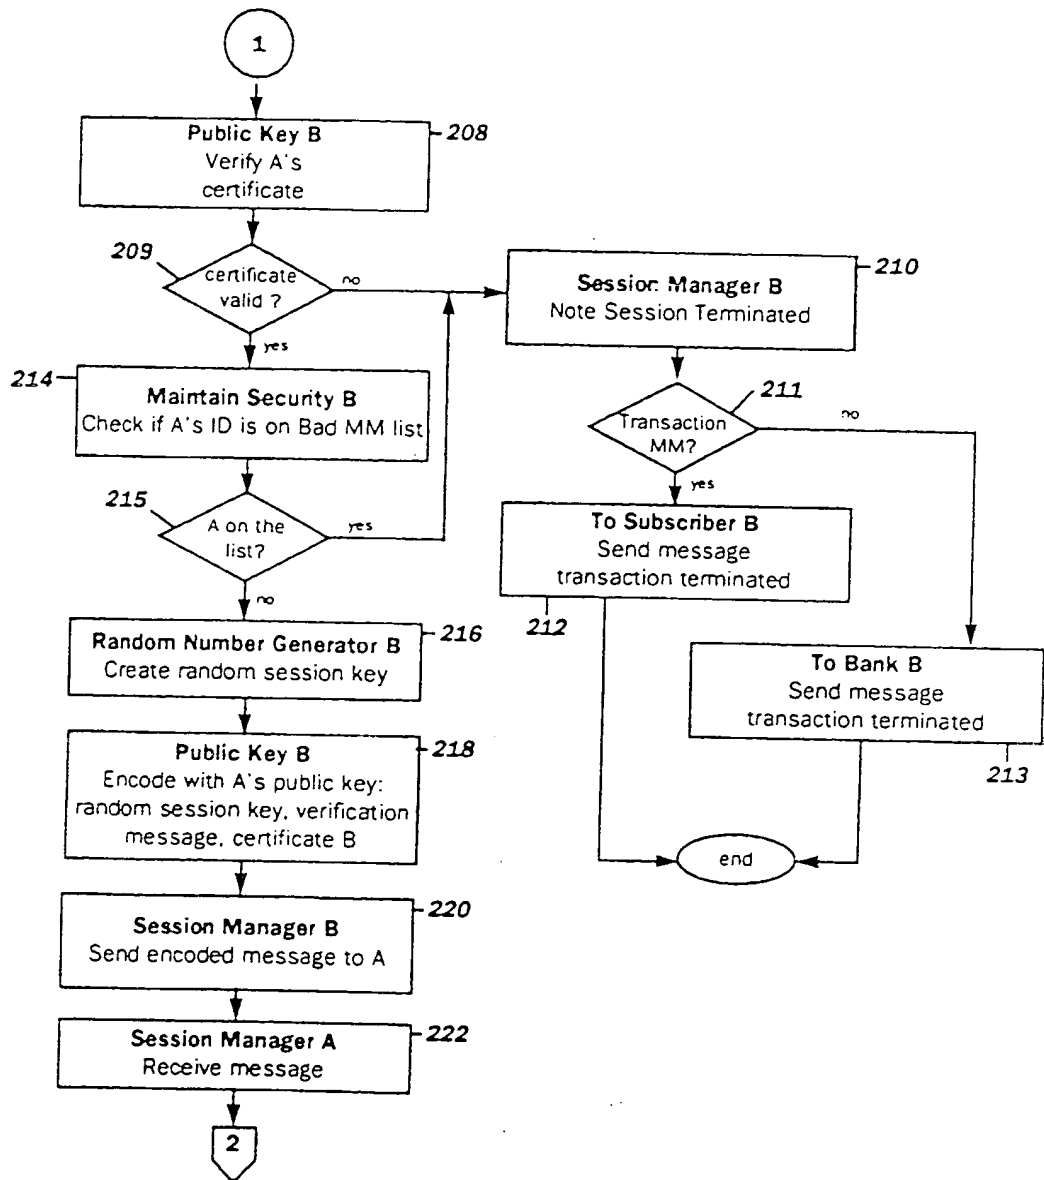 1
Public Key B
208
Verify A's
certificate
209
certificate
valid ?
no
yes
Session Manager B
210
Note Session Terminated
214
Maintain Security B
Check if A's ID is on Bad MM list
211
Transaction
MM?
no
yes
215
A on the
list?
yes
no
To Subscriber B
Send message
transaction terminated
212
Random Number Generator B
216
Create random session key
To Bank B
Send message
transaction terminated
213
Public Key B
218
Encode with A's public key:
random session key, verification
message, certificate B
end
Session Manager B
220
Send encoded message to A
Session Manager A
222
Receive message
2